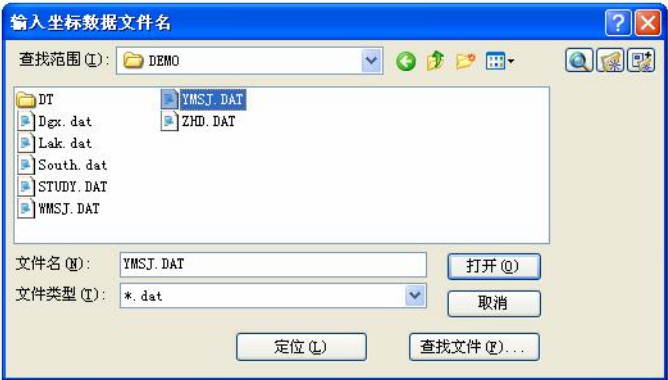 输入坐标数据文件名
查找范围(I): DEMO
DT
Dgx.dat
Lak.dat
South.dat
STUDY.DAT
WMSJ.DAT
YMSJ.DAT
ZHD.DAT
文件名(N): YMSJ.DAT 打开(O)
文件类型(T): *.dat 取消
定位(L) 查找文件(F)...